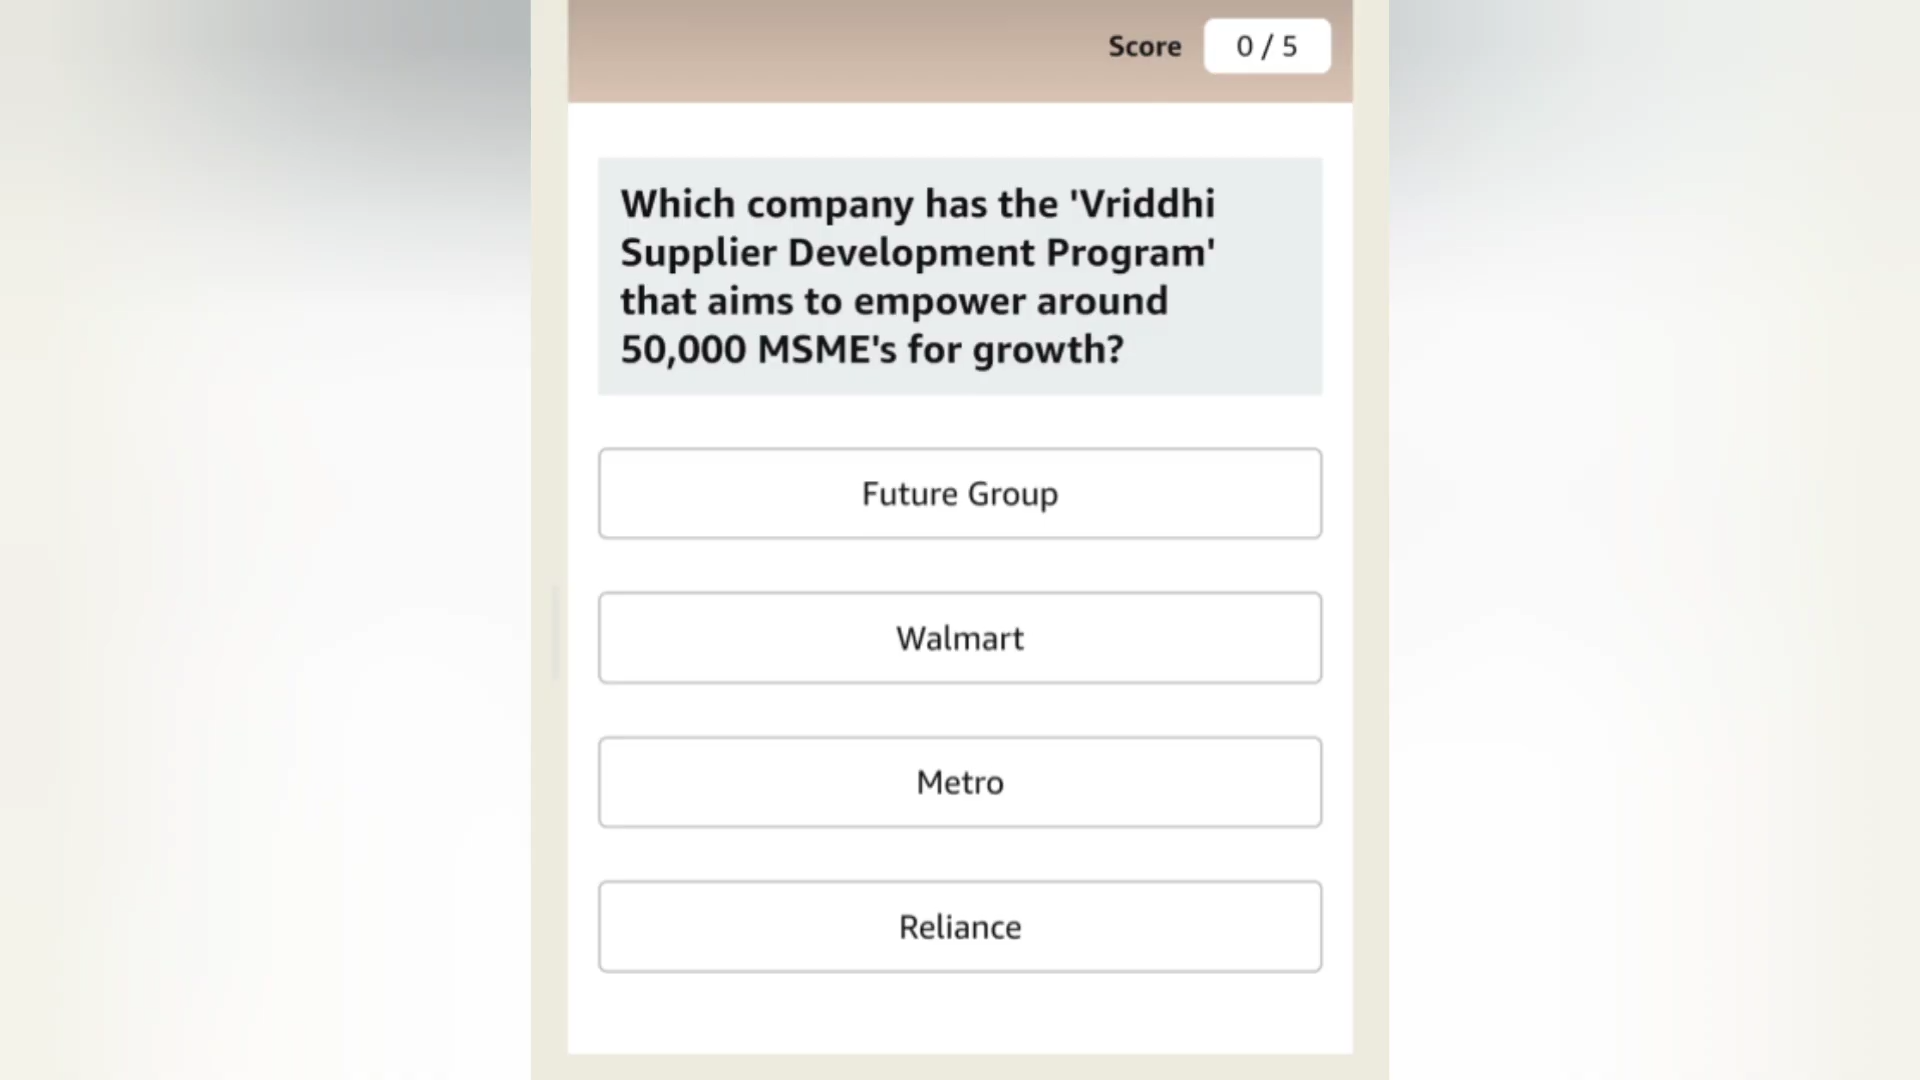 Score 0 / 5
Which company has the 'Vriddhi
Supplier Development Program'
that aims to empower around
50,000 MSME's for growth?
Future Group
Walmart
Metro
Reliance